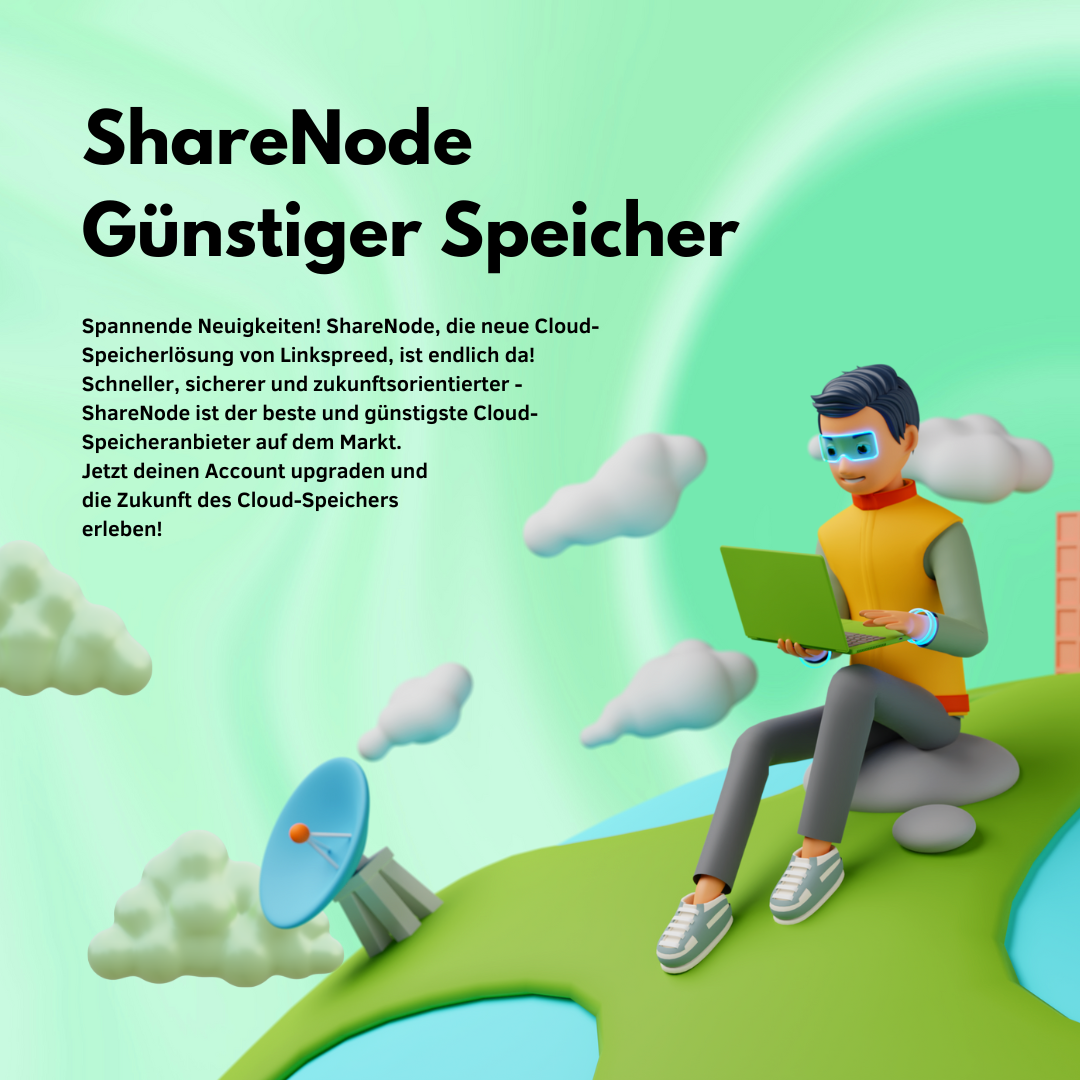 ShareNode
Günstiger Speicher
Spannende Neuigkeiten! ShareNode, die neue Cloud-
Speicherlösung von Linkspreed, ist endlich da!
Schneller, sicherer und zukunftsorientierter -
ShareNode ist der beste und günstigste Cloud-
Speicheranbieter auf dem Markt.
Jetzt deinen Account upgraden und
die Zukunft des Cloud-Speichers
erleben!